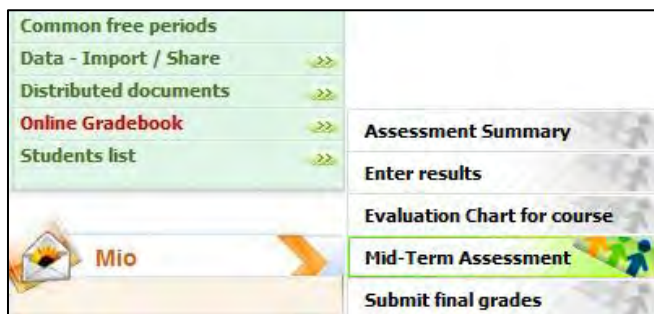 Common free periods
Data - Import / Share
Distributed documents
Online Gradebook
Students list
Mio
Assessment Summary
Enter results
Evaluation Chart for course
Mid-Term Assessment
Submit final grades